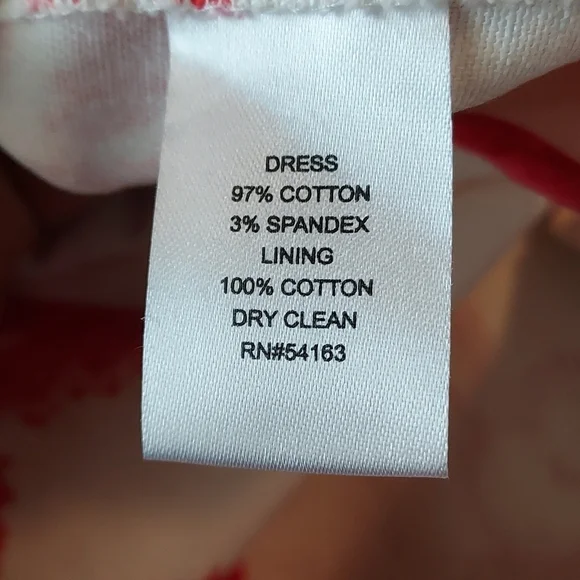 DRESS
97% COTTON
3% SPANDEX
LINING
100% COTTON
DRY CLEAN
RN#54163